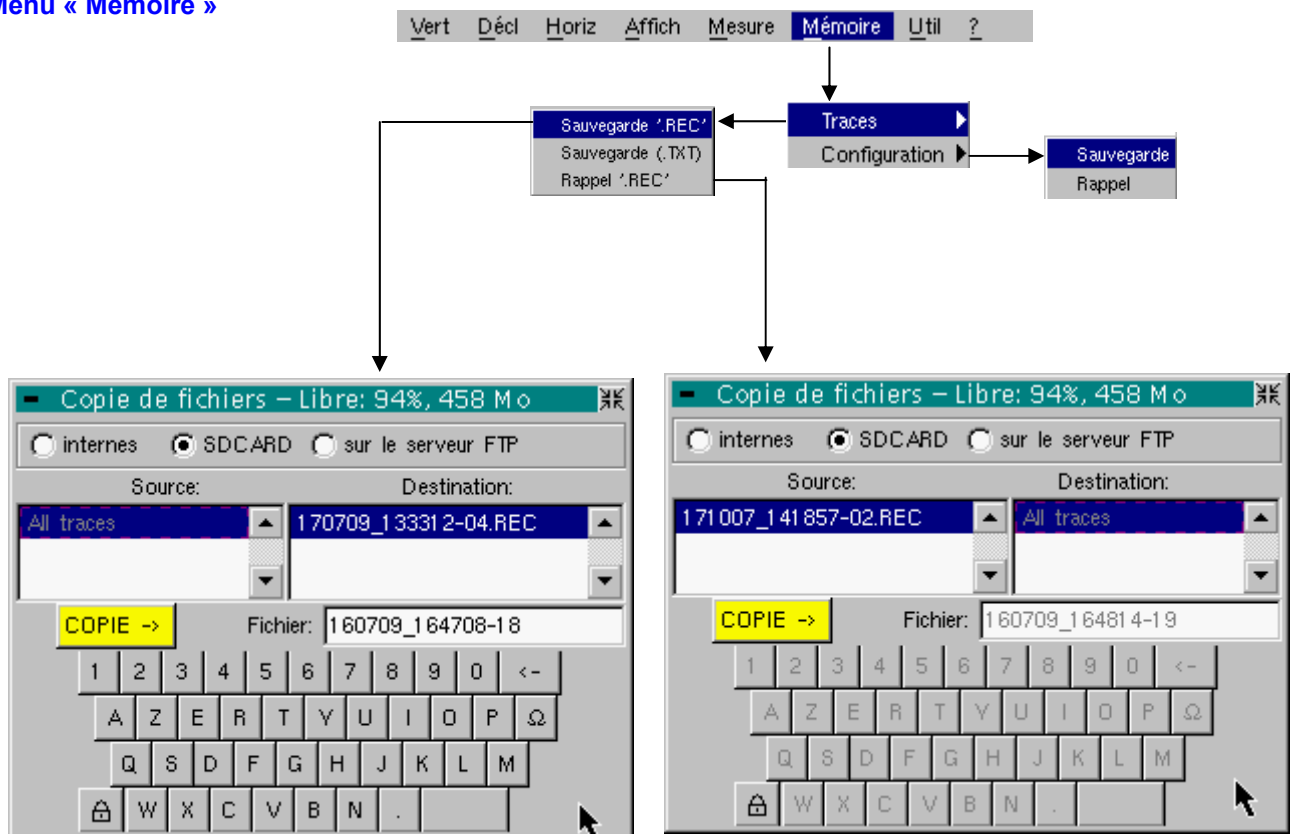 Menu « Mémoire »
Vert Décl Horiz Affich Mesure Mémoire Util ?
Traces
Configuration
Sauvegarde '.REC'
Sauvegarde (.TXT)
Rappel '.REC'
Sauvegarde
Rappel
Copie de fichiers – Libre: 94%, 458 Mo
internes SDCARD sur le serveur FTP
Source: Destination:
All traces 170709_133312-04.REC
COPIE -> Fichier: 160709_164708-18
1 2 3 4 5 6 7 8 9 0 <-
A Z E R T Y U I O P Ω
Q S D F G H J K L M
W X C V B N .
Copie de fichiers – Libre: 94%, 458 Mo
internes SDCARD sur le serveur FTP
Source: Destination:
171007_141857-02.REC All traces
COPIE -> Fichier: 160709_164814-19
1 2 3 4 5 6 7 8 9 0 <-
A Z E R T Y U I O P Ω
Q S D F G H J K L M
W X C V B N .